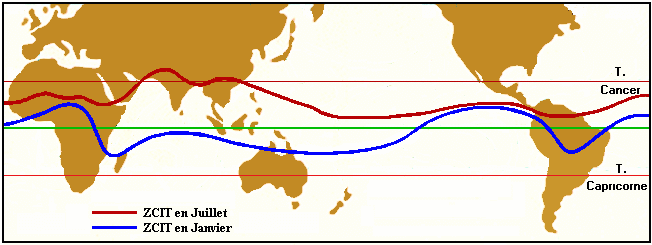 T.
Cancer
T.
Capricorne
ZCIT en Juillet
ZCIT en Janvier